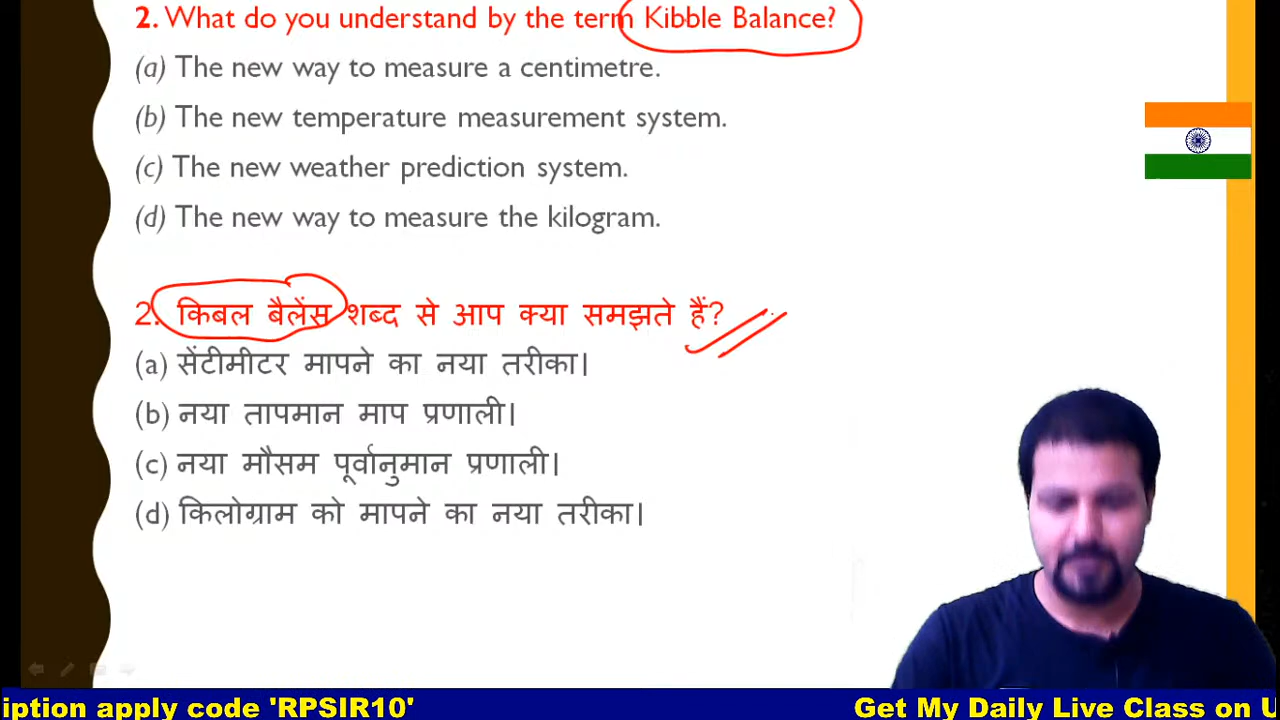 2. What do you understand by the term Kibble Balance?
(a) The new way to measure a centimetre.
(b) The new temperature measurement system.
(c) The new weather prediction system.
(d) The new way to measure the kilogram.
2. किबल बैलेंस शब्द से आप क्या समझते हैं?
(a) सेंटीमीटर मापने का नया तरीका।
(b) नया तापमान माप प्रणाली।
(c) नया मौसम पूर्वानुमान प्रणाली।
(d) किलोग्राम को मापने का नया तरीका।
iption apply code 'RPSIR10' Get My Daily Live Class on U